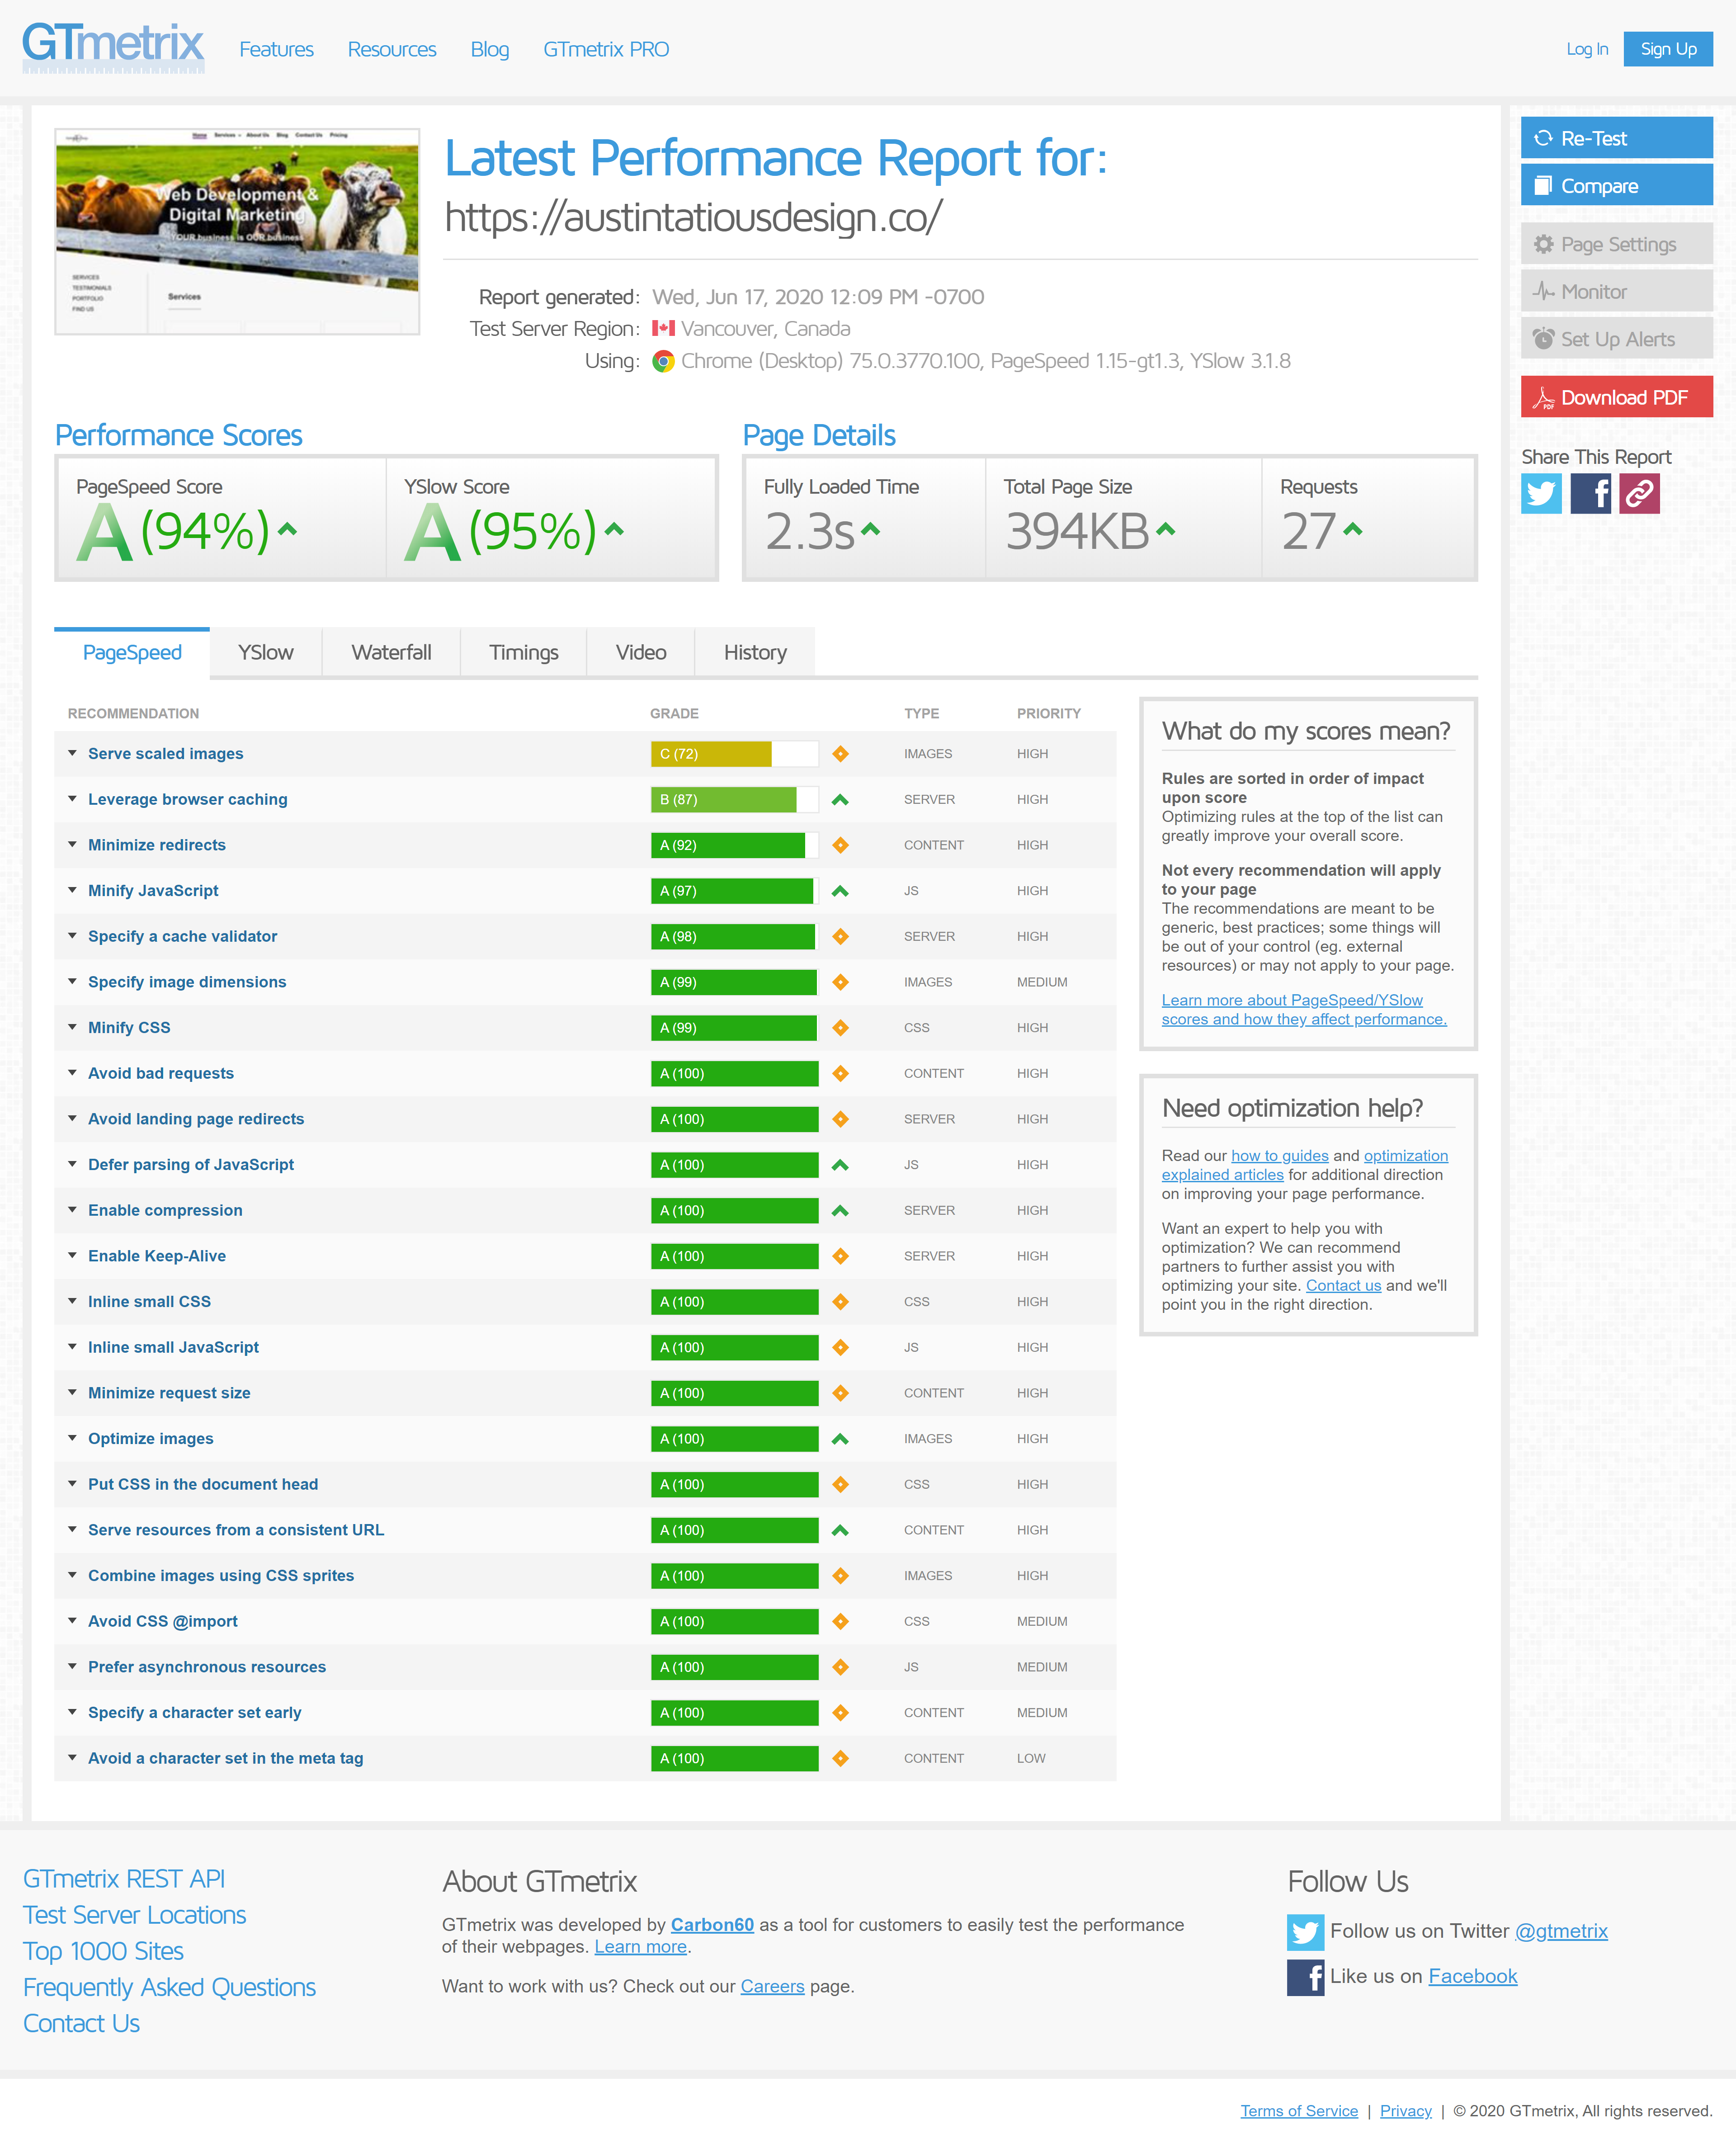 GTmetrix
Features Resources Blog GTmetrix PRO
Log In Sign Up
Home Services About Us Blog Contact Us Pricing
Web Development &
Digital Marketing
YOUR business is OUR business
SERVICES
TESTIMONIALS
PORTFOLIO
FIND US
Services
Latest Performance Report for:
https://austintatiousdesign.co/
Report generated: Wed, Jun 17, 2020 12:09 PM -0700
Test Server Region: Vancouver, Canada
Using: Chrome (Desktop) 75.0.3770.100, PageSpeed 1.15-gt1.3, YSlow 3.1.8
Re-Test
Compare
Page Settings
Monitor
Set Up Alerts
PDF Download PDF
Share This Report
Performance Scores
PageSpeed Score
A (94%)
YSlow Score
A (95%)
Page Details
Fully Loaded Time
2.3s
Total Page Size
394KB
Requests
27
PageSpeed YSlow Waterfall Timings Video History
RECOMMENDATION GRADE TYPE PRIORITY
Serve scaled images C (72) IMAGES HIGH
Leverage browser caching B (87) SERVER HIGH
Minimize redirects A (92) CONTENT HIGH
Minify JavaScript A (97) JS HIGH
Specify a cache validator A (98) SERVER HIGH
Specify image dimensions A (99) IMAGES MEDIUM
Minify CSS A (99) CSS HIGH
Avoid bad requests A (100) CONTENT HIGH
Avoid landing page redirects A (100) SERVER HIGH
Defer parsing of JavaScript A (100) JS HIGH
Enable compression A (100) SERVER HIGH
Enable Keep-Alive A (100) SERVER HIGH
Inline small CSS A (100) CSS HIGH
Inline small JavaScript A (100) JS HIGH
Minimize request size A (100) CONTENT HIGH
Optimize images A (100) IMAGES HIGH
Put CSS in the document head A (100) CSS HIGH
Serve resources from a consistent URL A (100) CONTENT HIGH
Combine images using CSS sprites A (100) IMAGES HIGH
Avoid CSS @import A (100) CSS MEDIUM
Prefer asynchronous resources A (100) JS MEDIUM
Specify a character set early A (100) CONTENT MEDIUM
Avoid a character set in the meta tag A (100) CONTENT LOW
What do my scores mean?
Rules are sorted in order of impact
upon score
Optimizing rules at the top of the list can
greatly improve your overall score.
Not every recommendation will apply
to your page
The recommendations are meant to be
generic, best practices; some things will
be out of your control (eg. external
resources) or may not apply to your page.
Learn more about PageSpeed/YSlow
scores and how they affect performance.
Need optimization help?
Read our how to guides and optimization
explained articles for additional direction
on improving your page performance.
Want an expert to help you with
optimization? We can recommend
partners to further assist you with
optimizing your site. Contact us and we'll
point you in the right direction.
GTmetrix REST API
Test Server Locations
Top 1000 Sites
Frequently Asked Questions
Contact Us
About GTmetrix
GTmetrix was developed by Carbon60 as a tool for customers to easily test the performance
of their webpages. Learn more.
Want to work with us? Check out our Careers page.
Follow Us
Follow us on Twitter @gtmetrix
Like us on Facebook
Terms of Service | Privacy | © 2020 GTmetrix, All rights reserved.